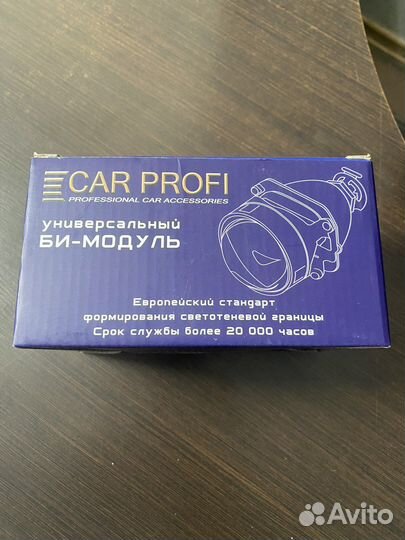 CAR PROFI
PROFESSIONAL CAR ACCESSORIES
универсальный
БИ-МОДУЛЬ
Европейский стандарт
формирования светотеневой границы
Срок службы более 20 000 часов
Avito